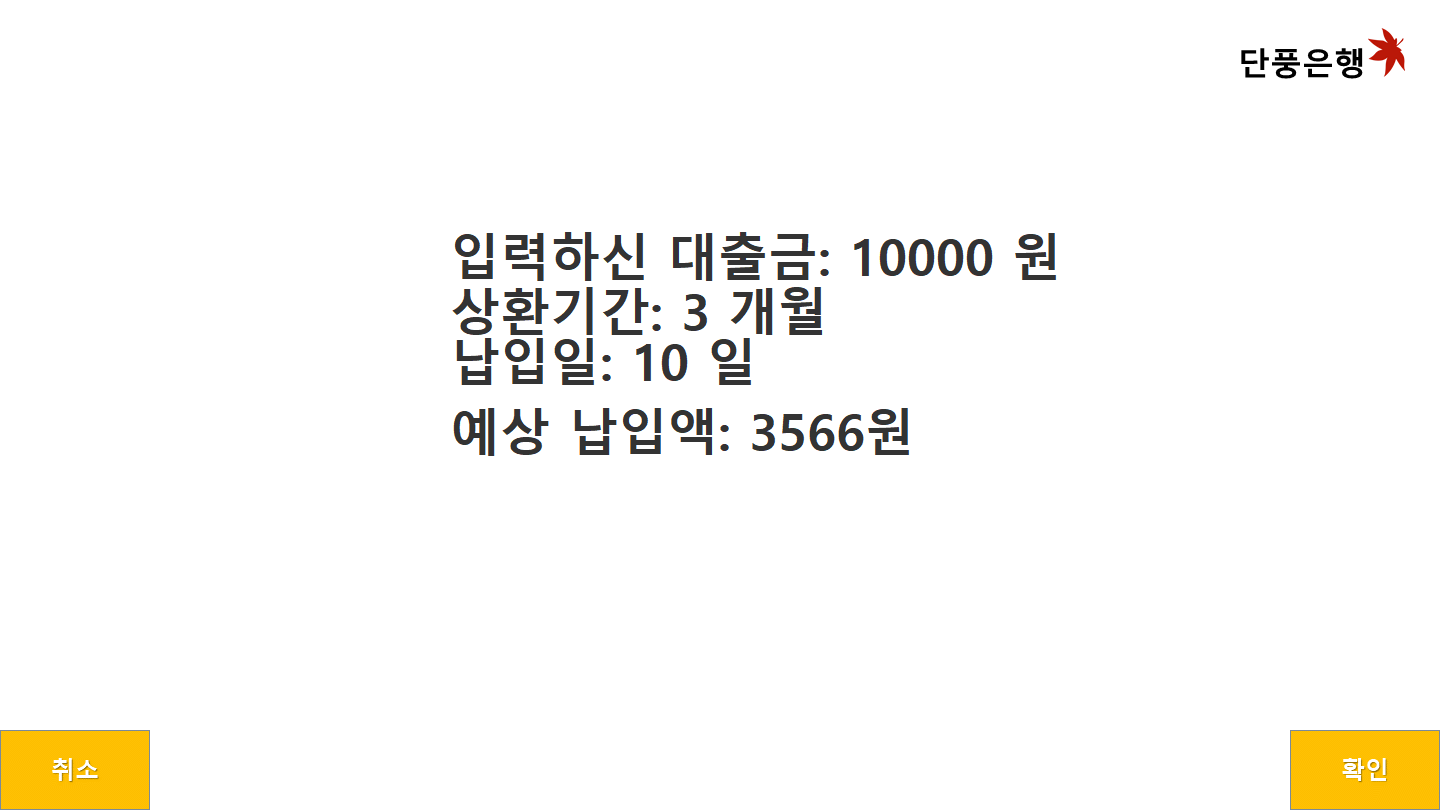 단풍은행
입력하신 대출금: 10000 원
상환기간: 3 개월
납입일: 10 일
예상 납입액: 3566원
취소
확인